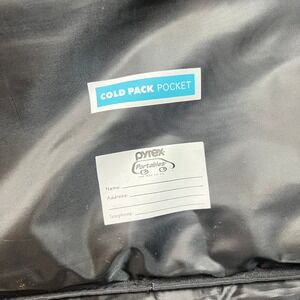 COLD PACK POCKET
pyrex
Portables
Name:
Address:
Telephone: